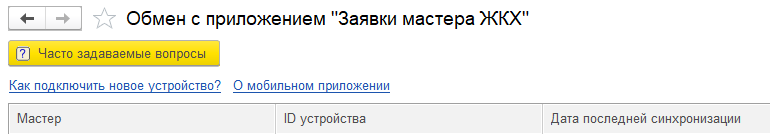 Обмен с приложением "Заявки мастера ЖКХ"
Часто задаваемые вопросы
Как подключить новое устройство? О мобильном приложении
Мастер ID устройства Дата последней синхронизации